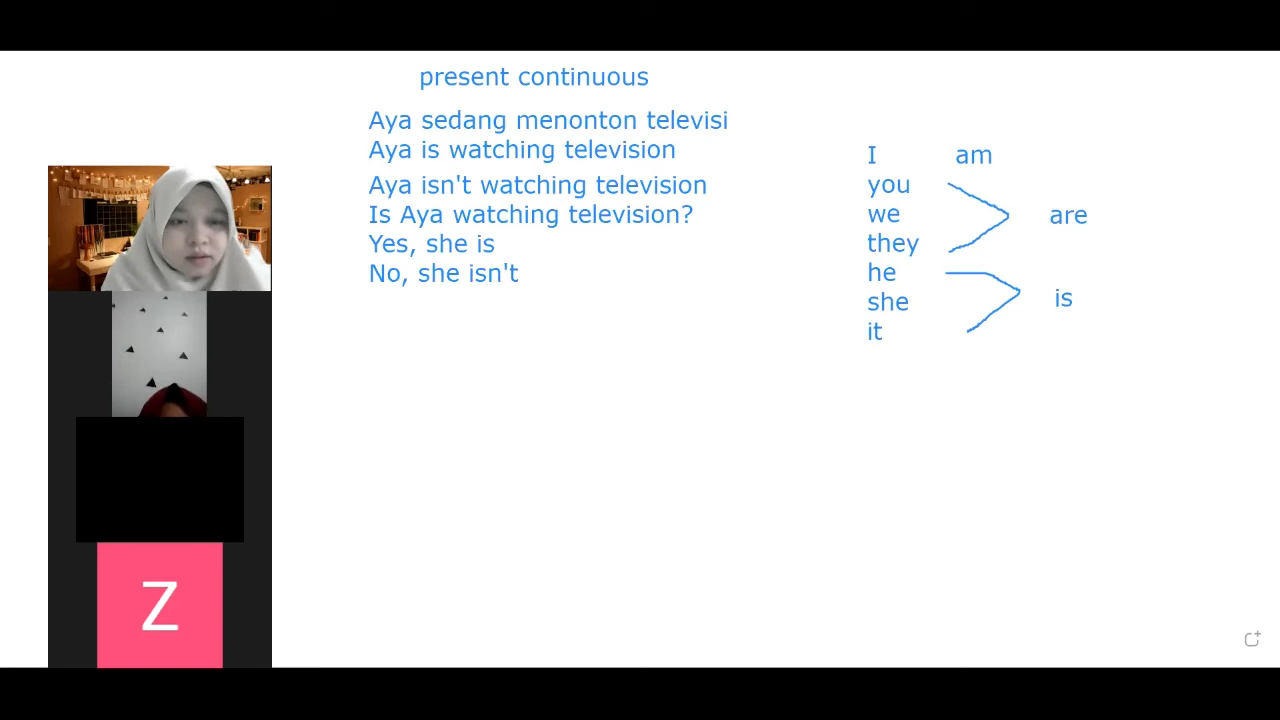 present continuous
Aya sedang menonton televisi
Aya is watching television
Aya isn't watching television
Is Aya watching television?
Yes, she is
No, she isn't
I am
you
we are
they
he
she is
it
Z